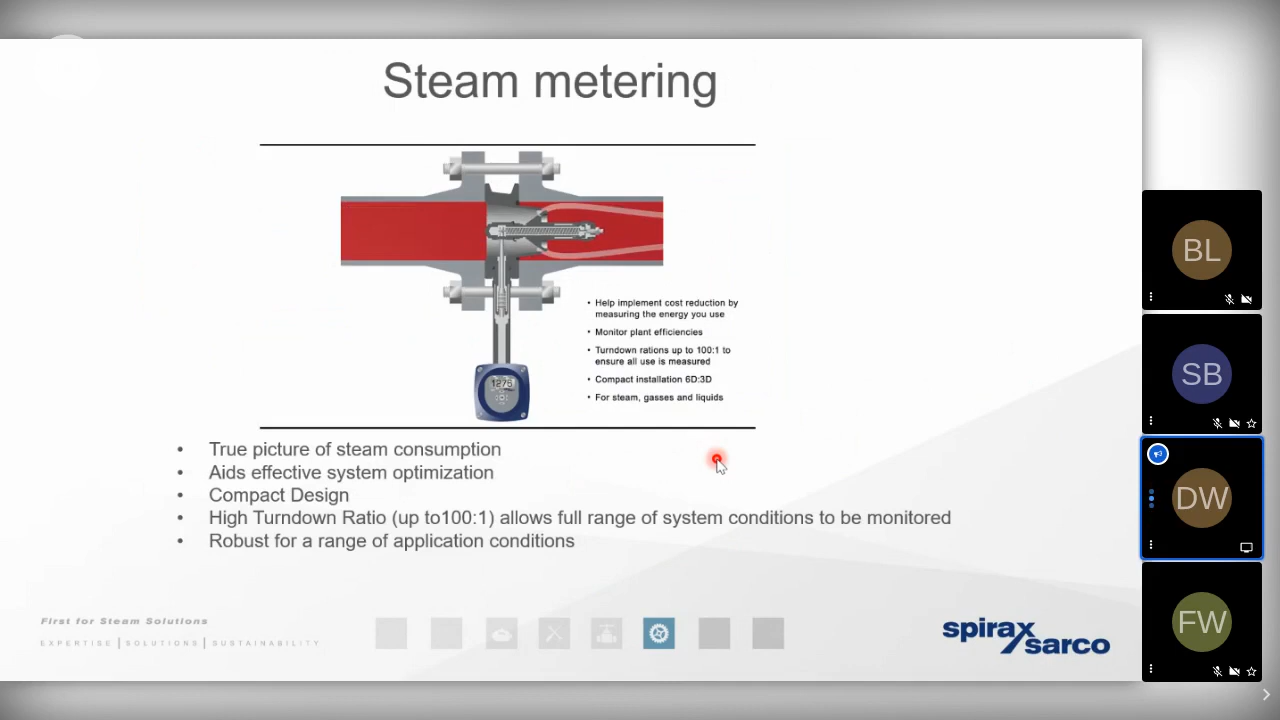 Steam metering
• Help implement cost reduction by
measuring the energy you use
• Monitor plant efficiencies
• Turndown rations up to 100:1 to
ensure all use is measured
• Compact installation 6D:3D
• For steam, gasses and liquids
1276
• True picture of steam consumption
• Aids effective system optimization
• Compact Design
• High Turndown Ratio (up to100:1) allows full range of system conditions to be monitored
• Robust for a range of application conditions
First for Steam Solutions
EXPERTISE | SOLUTIONS | SUSTAINABILITY
spirax
sarco
BL
SB
DW
FW